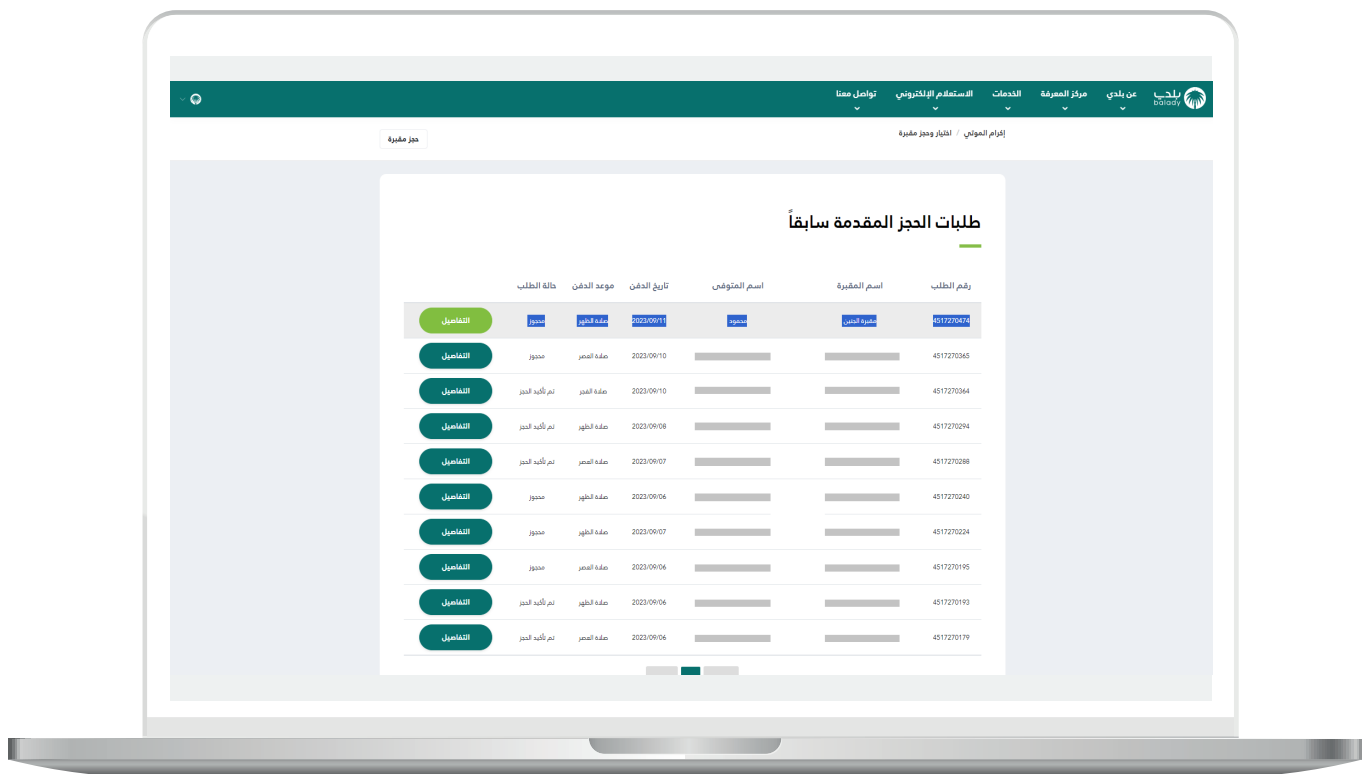 بلدي balady عن بلدي مركز المعرفة الخدمات الاستعلام الإلكتروني تواصل معنا
إكرام الموتى / اختيار وحجز مقبرة حجز مقبرة
طلبات الحجز المقدمة سابقاً
رقم الطلب اسم المقبرة اسم المتوفى تاريخ الدفن موعد الدفن حالة الطلب
4517270474 مقبرة الجنين محمود 2023/09/11 صلاة الظهر محجوز التفاصيل
4517270365 2023/09/10 صلاة العصر محجوز التفاصيل
4517270364 2023/09/10 صلاة الفجر تم تأكيد الحجز التفاصيل
4517270294 2023/09/08 صلاة الظهر تم تأكيد الحجز التفاصيل
4517270288 2023/09/07 صلاة العصر تم تأكيد الحجز التفاصيل
4517270240 2023/09/06 صلاة الظهر محجوز التفاصيل
4517270224 2023/09/07 صلاة الظهر محجوز التفاصيل
4517270195 2023/09/06 صلاة العصر محجوز التفاصيل
4517270193 2023/09/06 صلاة الظهر تم تأكيد الحجز التفاصيل
4517270179 2023/09/06 صلاة العصر تم تأكيد الحجز التفاصيل